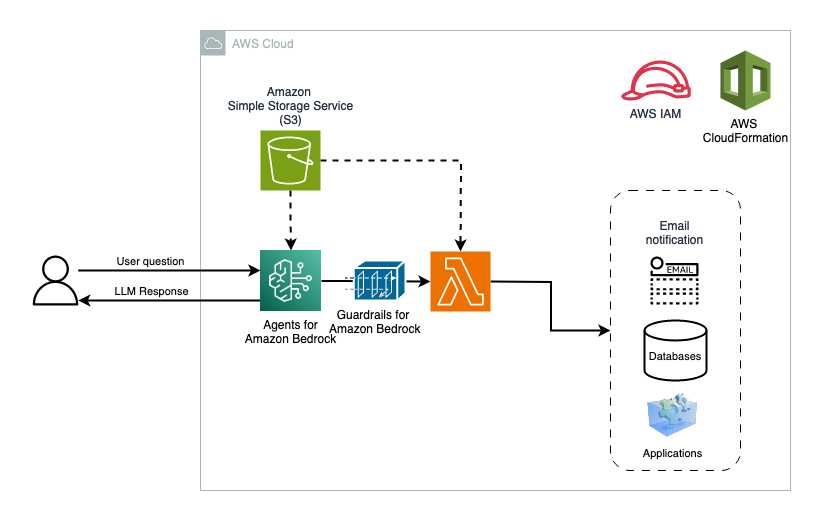 AWS Cloud
Amazon
Simple Storage Service
(S3)
AWS IAM
AWS
CloudFormation
Email
notification
EMAIL
User question
LLM Response
Agents for
Amazon Bedrock
Guardrails for
Amazon Bedrock
Databases
Applications